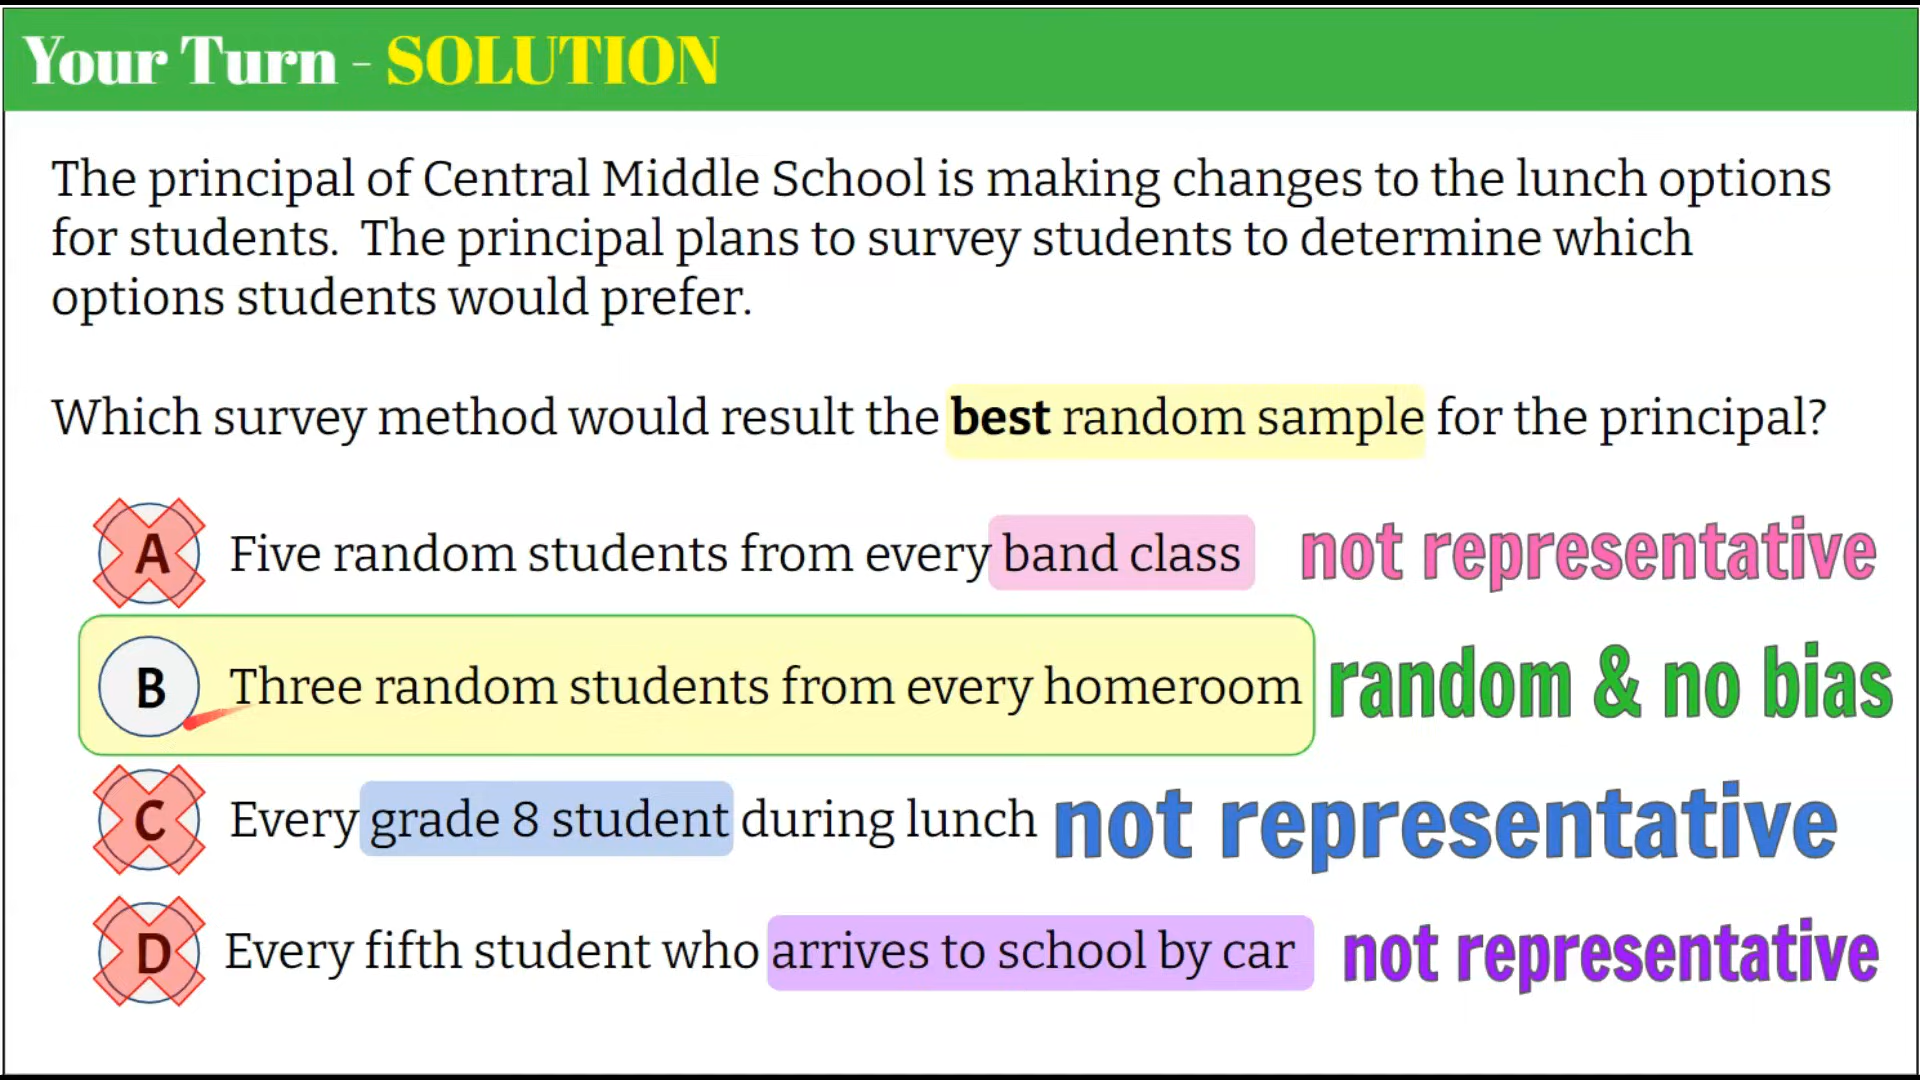 Your Turn - SOLUTION
The principal of Central Middle School is making changes to the lunch options
for students. The principal plans to survey students to determine which
options students would prefer.
Which survey method would result the best random sample for the principal?
A Five random students from every band class not representative
B Three random students from every homeroom random & no bias
C Every grade 8 student during lunch not representative
D Every fifth student who arrives to school by car not representative